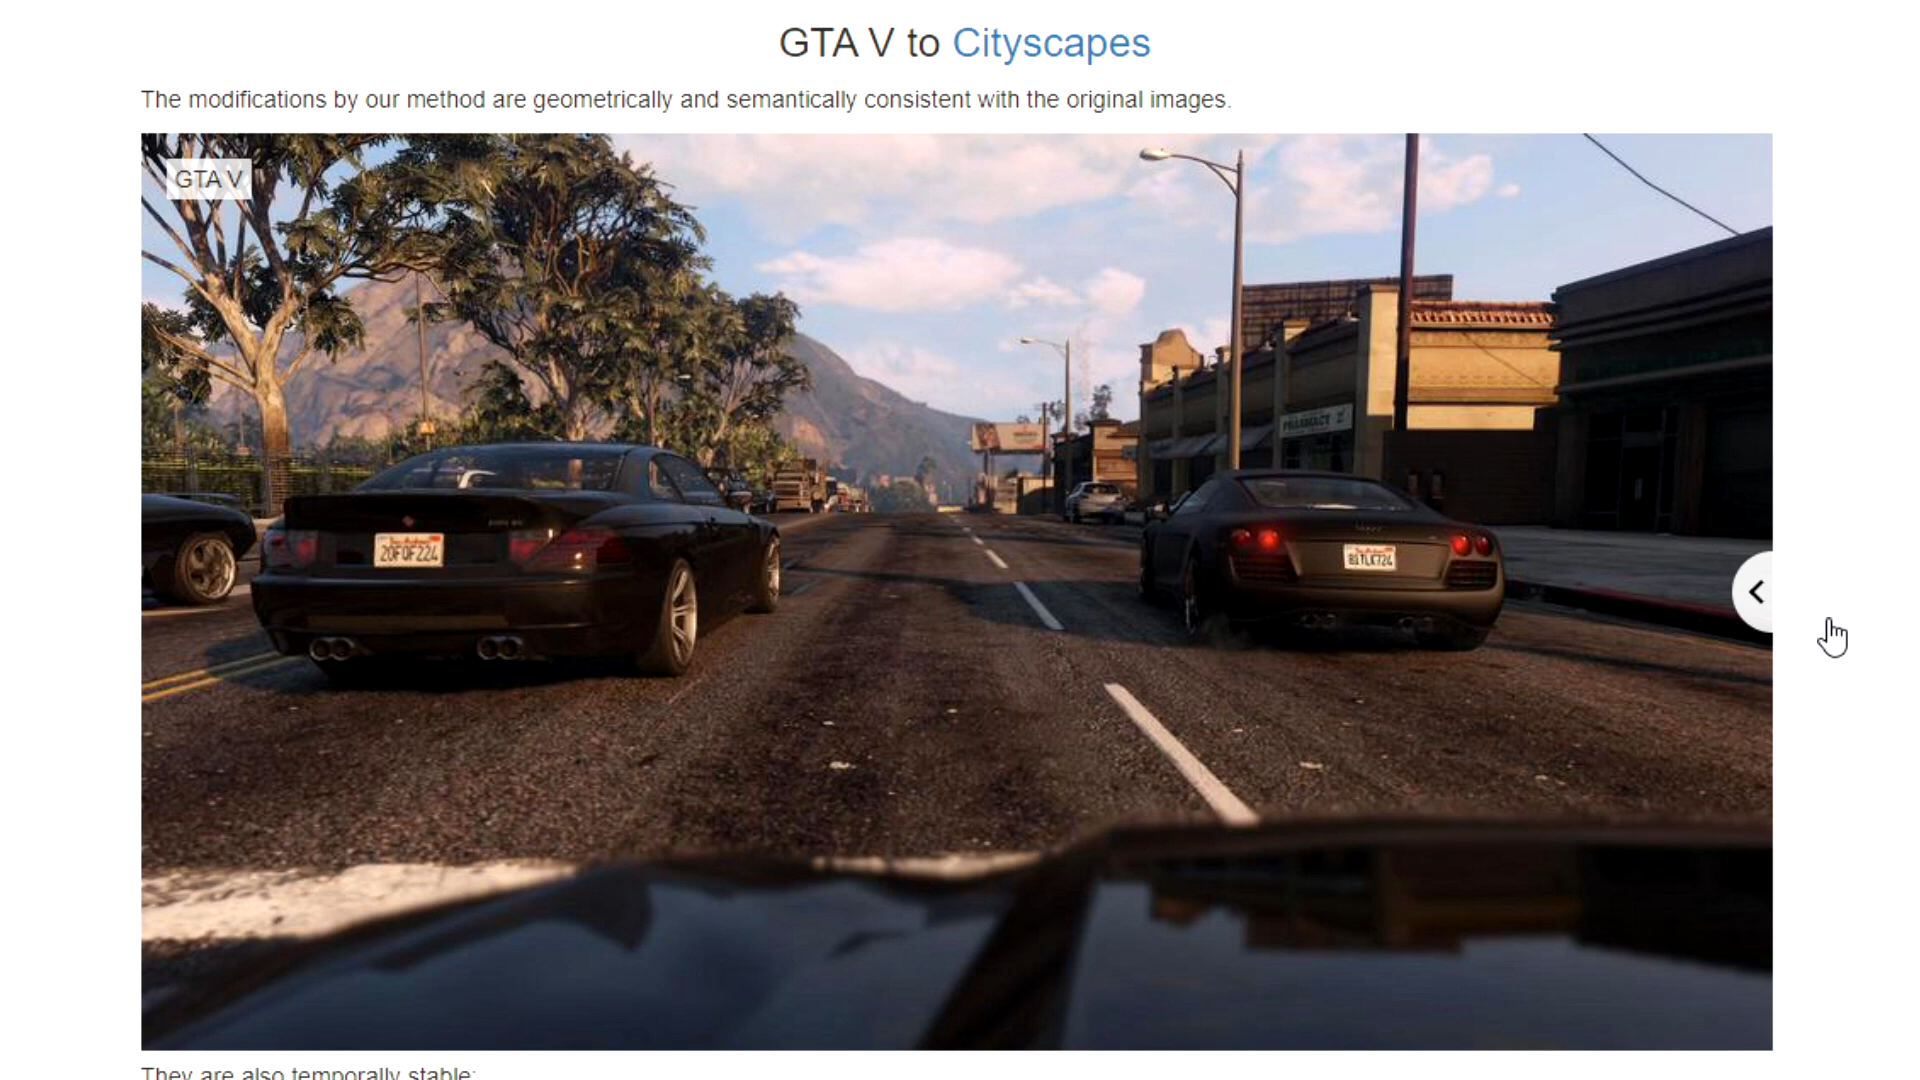 GTA V to Cityscapes
The modifications by our method are geometrically and semantically consistent with the original images.
GTA V
PHARMACY
20FOF224
They are also temporally stable: